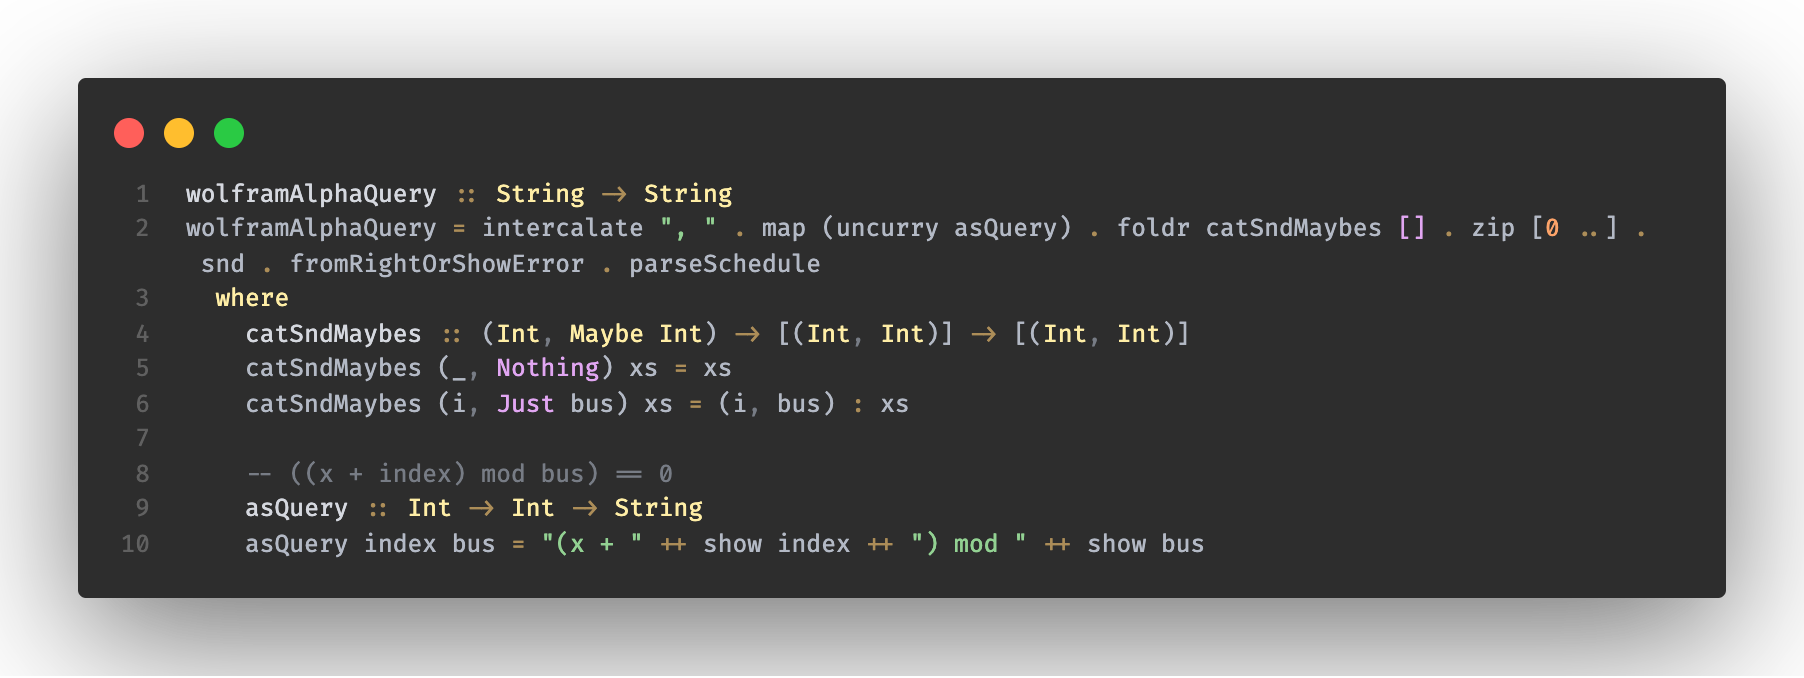 1 wolframAlphaQuery :: String -> String
2 wolframAlphaQuery = intercalate ", " . map (uncurry asQuery) . foldr catSndMaybes [] . zip [0 ..] .
snd . fromRightOrShowError . parseSchedule
3 where
4 catSndMaybes :: (Int, Maybe Int) -> [(Int, Int)] -> [(Int, Int)]
5 catSndMaybes (_, Nothing) xs = xs
6 catSndMaybes (i, Just bus) xs = (i, bus) : xs
7
8 -- ((x + index) mod bus) == 0
9 asQuery :: Int -> Int -> String
10 asQuery index bus = "(x + " ++ show index ++ ") mod " ++ show bus